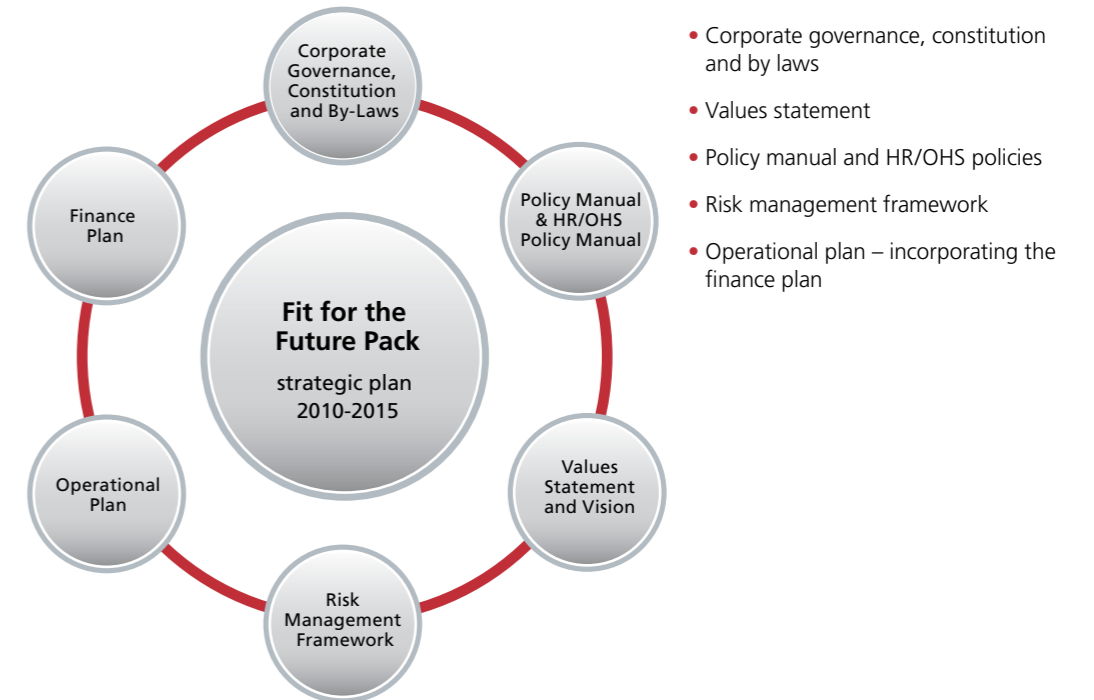 Corporate
Governance,
Constitution
and By-Laws
Policy Manual
& HR/OHS
Policy Manual
Values
Statement
and Vision
Risk
Management
Framework
Operational
Plan
Finance
Plan
Fit for the
Future Pack
strategic plan
2010-2015
• Corporate governance, constitution
and by laws
• Values statement
• Policy manual and HR/OHS policies
• Risk management framework
• Operational plan – incorporating the
finance plan